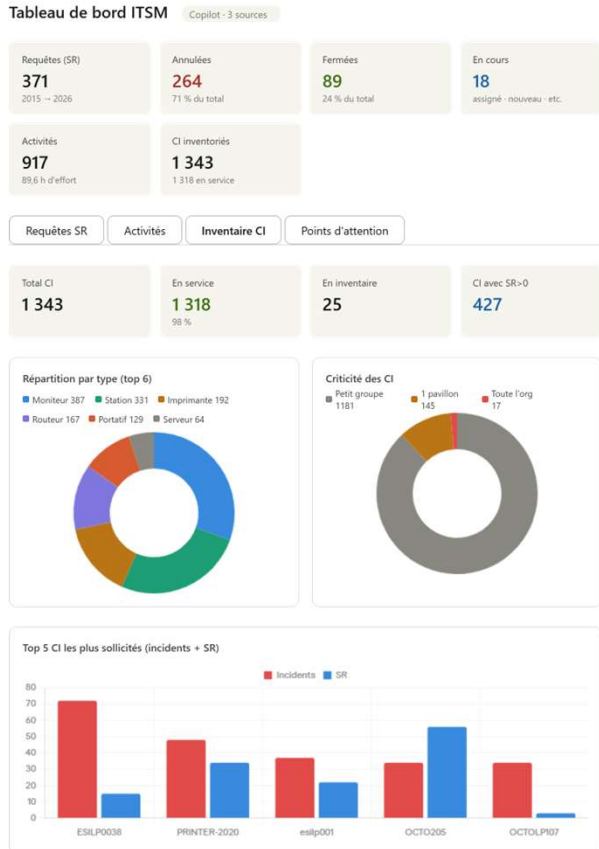 Tableau de bord ITSM Copilot · 3 sources
Requêtes (SR)
371
2015 → 2026
Annulées
264
71 % du total
Fermées
89
24 % du total
En cours
18
assigné · nouveau · etc.
Activités
917
89,6 h d'effort
CI inventoriés
1 343
1 318 en service
Requêtes SR
Activités
Inventaire CI
Points d'attention
Total CI
1 343
En service
1 318
98 %
En inventaire
25
CI avec SR>0
427
Répartition par type (top 6)
Moniteur 387 Station 331 Imprimante 192
Routeur 167 Portatif 129 Serveur 64
Criticité des CI
Petit groupe
1181
1 pavillon
145
Toute l'org
17
Top 5 CI les plus sollicités (incidents + SR)
Incidents SR
80
70
60
50
40
30
20
10
0
ESILP0038 PRINTER-2020 esilp001 OCTO205 OCTOLP107